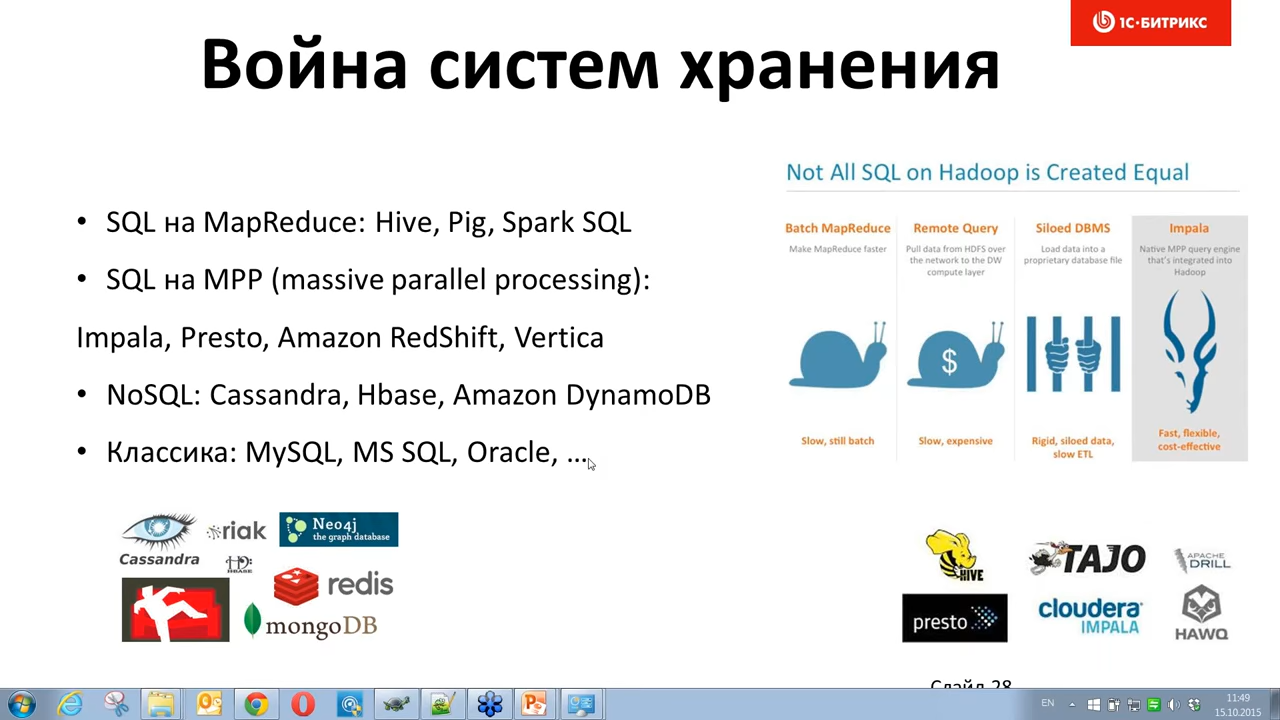 1С·БИТРИКС
Война систем хранения
Not All SQL on Hadoop is Created Equal
• SQL на MapReduce: Hive, Pig, Spark SQL
• SQL на MPP (massive parallel processing):
Impala, Presto, Amazon RedShift, Vertica
• NoSQL: Cassandra, Hbase, Amazon DynamoDB
• Классика: MySQL, MS SQL, Oracle, ...
Batch MapReduce
Make MapReduce faster
Slow, still batch
Remote Query
Pull data from HDFS over
the network to the DW
compute layer
$
Slow, expensive
Siloed DBMS
Load data into a
proprietary database file
Rigid, siloed data,
slow ETL
Impala
Native MPP query engine
that's integrated into
Hadoop
Fast, flexible,
cost-effective
Cassandra
riak
Neo4j
the graph database
HBASE
redis
mongoDB
HIVE
TAJO
APACHE
DRILL
presto
cloudera
IMPALA
HAWQ
Слайд 28
EN
11:49
15.10.2015